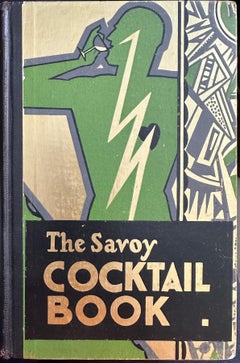 The Savoy
COCKTAIL
BOOK .